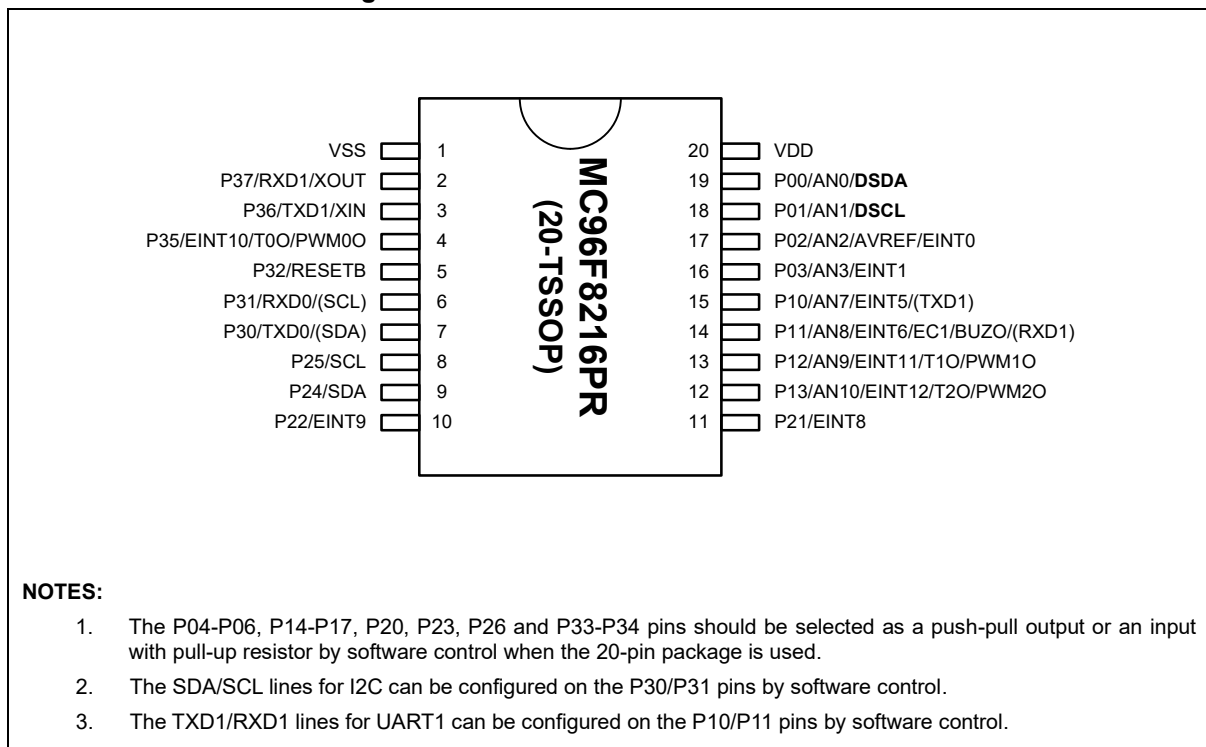 VSS 1 20 VDD
P37/RXD1/XOUT 2 19 P00/AN0/DSDA
P36/TXD1/XIN 3 18 P01/AN1/DSCL
P35/EINT10/T0O/PWM0O 4 17 P02/AN2/AVREF/EINT0
P32/RESETB 5 16 P03/AN3/EINT1
P31/RXD0/(SCL) 6 15 P10/AN7/EINT5/(TXD1)
P30/TXD0/(SDA) 7 14 P11/AN8/EINT6/EC1/BUZO/(RXD1)
P25/SCL 8 13 P12/AN9/EINT11/T1O/PWM1O
P24/SDA 9 12 P13/AN10/EINT12/T2O/PWM2O
P22/EINT9 10 11 P21/EINT8
MC96F8216PR
(20-TSSOP)
NOTES:
1. The P04-P06, P14-P17, P20, P23, P26 and P33-P34 pins should be selected as a push-pull output or an input
with pull-up resistor by software control when the 20-pin package is used.
2. The SDA/SCL lines for I2C can be configured on the P30/P31 pins by software control.
3. The TXD1/RXD1 lines for UART1 can be configured on the P10/P11 pins by software control.